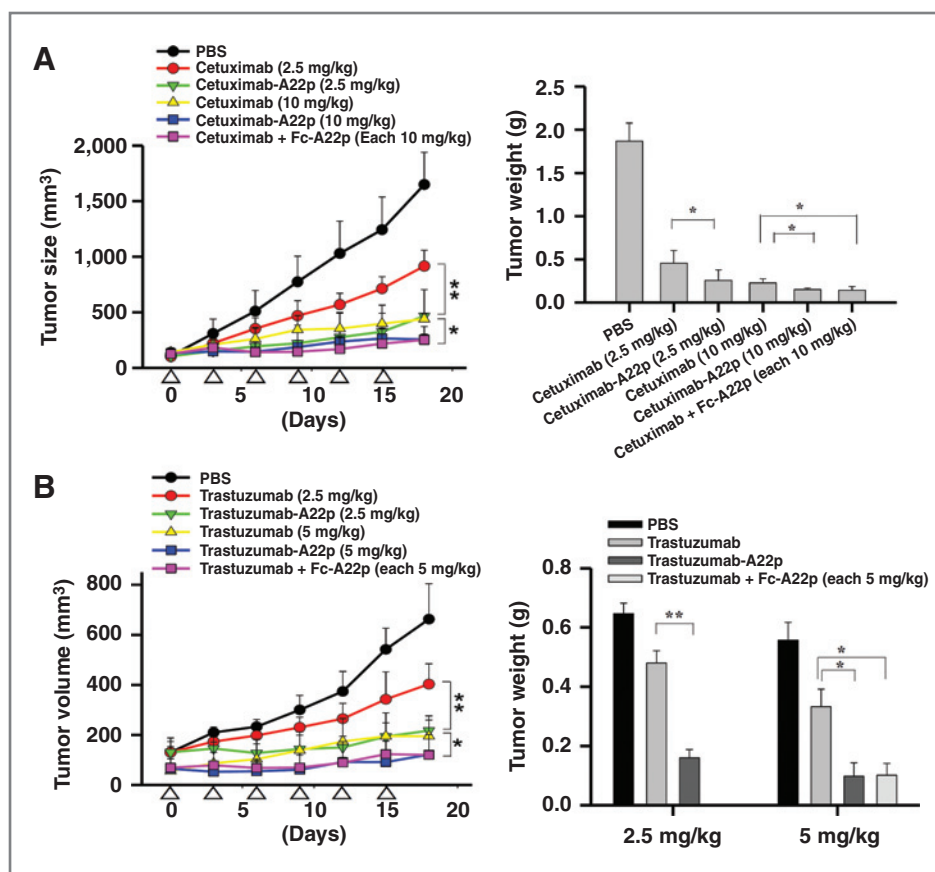 A
PBS
Cetuximab (2.5 mg/kg)
Cetuximab-A22p (2.5 mg/kg)
Cetuximab (10 mg/kg)
Cetuximab-A22p (10 mg/kg)
Cetuximab + Fc-A22p (Each 10 mg/kg)
Tumor size (mm³)
2,000
1,500
1,000
500
0
**
*
0 5 10 15 20
(Days)
Tumor weight (g)
2.5
2.0
1.5
1.0
0.5
0.0
*
*
*
PBS
Cetuximab (2.5 mg/kg)
Cetuximab-A22p (2.5 mg/kg)
Cetuximab (10 mg/kg)
Cetuximab-A22p (10 mg/kg)
Cetuximab + Fc-A22p (each 10 mg/kg)
B
PBS
Trastuzumab (2.5 mg/kg)
Trastuzumab-A22p (2.5 mg/kg)
Trastuzumab (5 mg/kg)
Trastuzumab-A22p (5 mg/kg)
Trastuzumab + Fc-A22p (each 5 mg/kg)
Tumor volume (mm³)
800
600
400
200
0
**
*
0 5 10 15 20
(Days)
PBS
Trastuzumab
Trastuzumab-A22p
Trastuzumab + Fc-A22p (each 5 mg/kg)
Tumor weight (g)
0.8
0.6
0.4
0.2
0.0
**
*
*
2.5 mg/kg 5 mg/kg